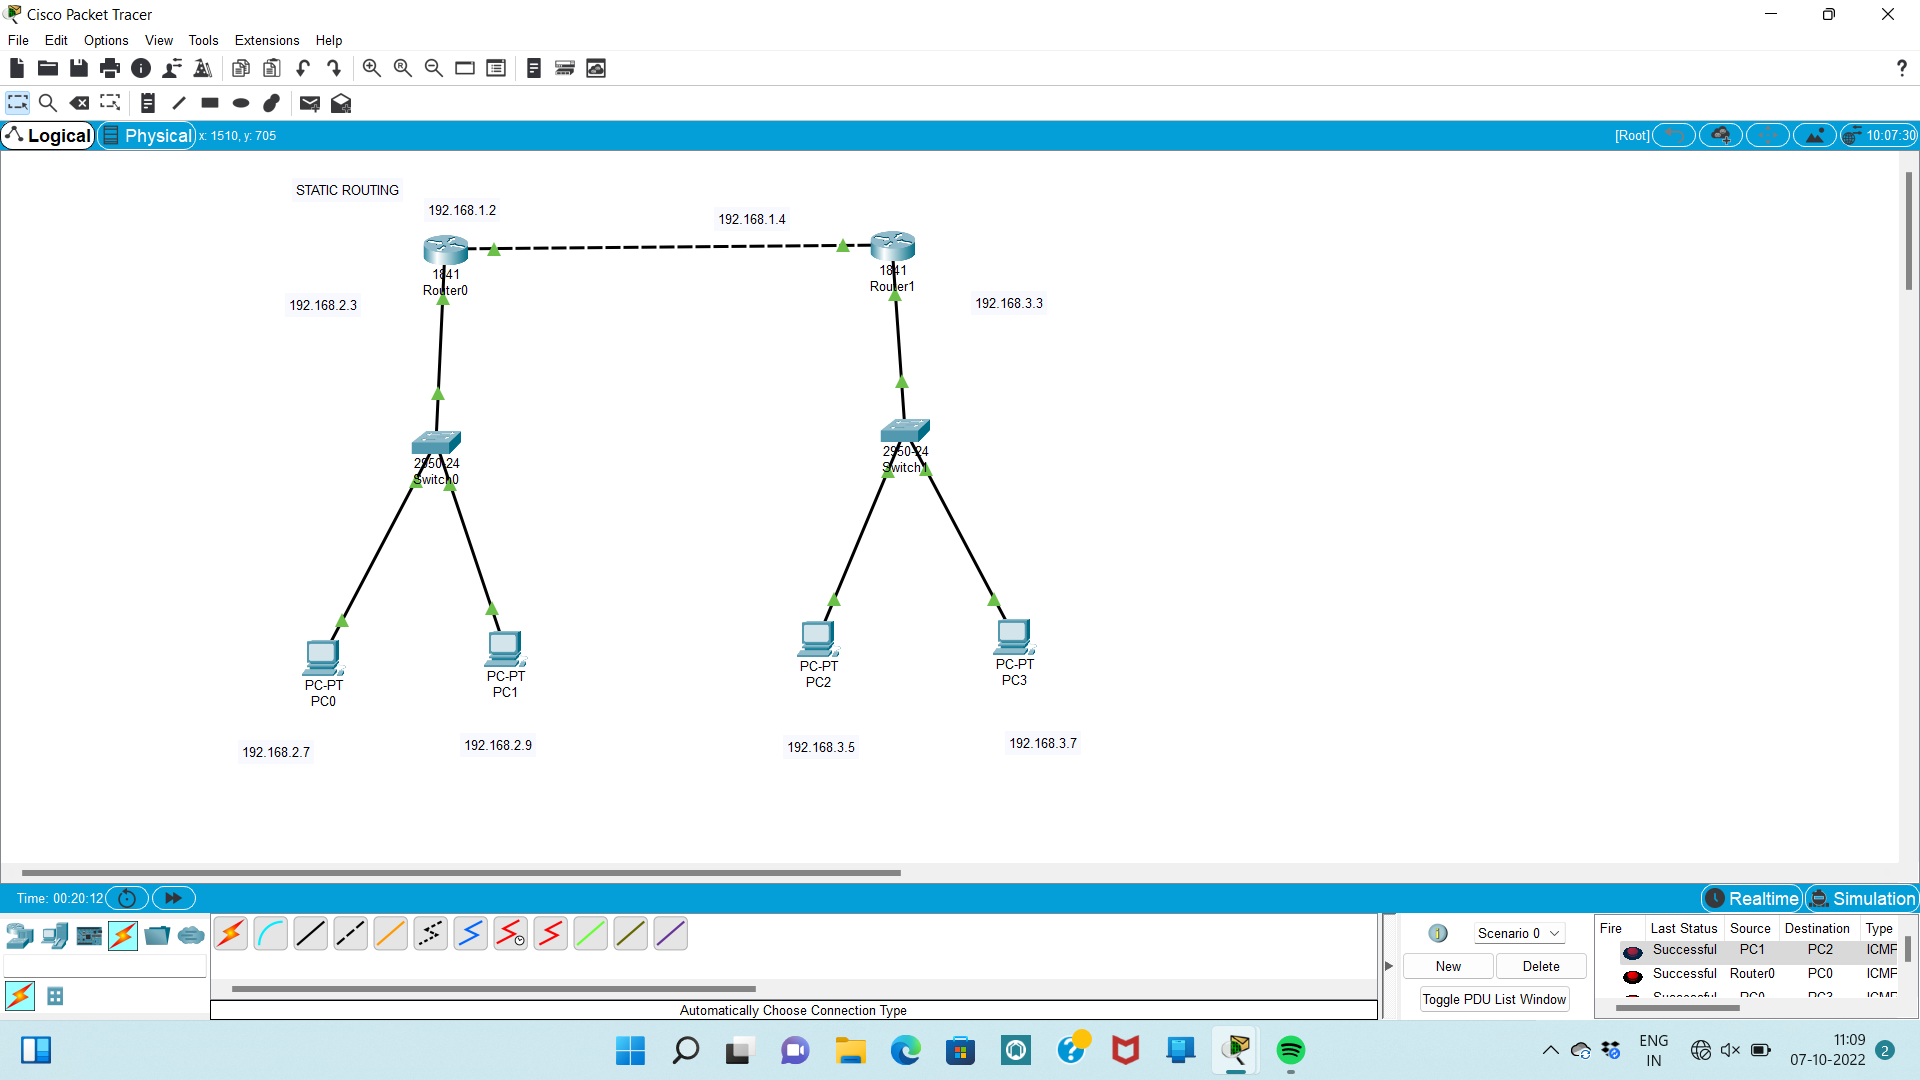 Cisco Packet Tracer
File Edit Options View Tools Extensions Help
?
Logical Physical x: 1510, y: 705 [Root] 10:07:30
STATIC ROUTING
192.168.1.2
192.168.1.4
1841
Router0
1841
Router1
192.168.2.3
192.168.3.3
2950-24
Switch0
2950-24
Switch1
PC-PT
PC0
PC-PT
PC1
PC-PT
PC2
PC-PT
PC3
192.168.2.7
192.168.2.9
192.168.3.5
192.168.3.7
Time: 00:20:12
Realtime Simulation
Scenario 0
New Delete
Toggle PDU List Window
Fire Last Status Source Destination Type
Successful PC1 PC2 ICMP
Successful Router0 PC0 ICMP
Successful PC0 PC3 ICMP
Automatically Choose Connection Type
ENG
IN
11:09
07-10-2022
2